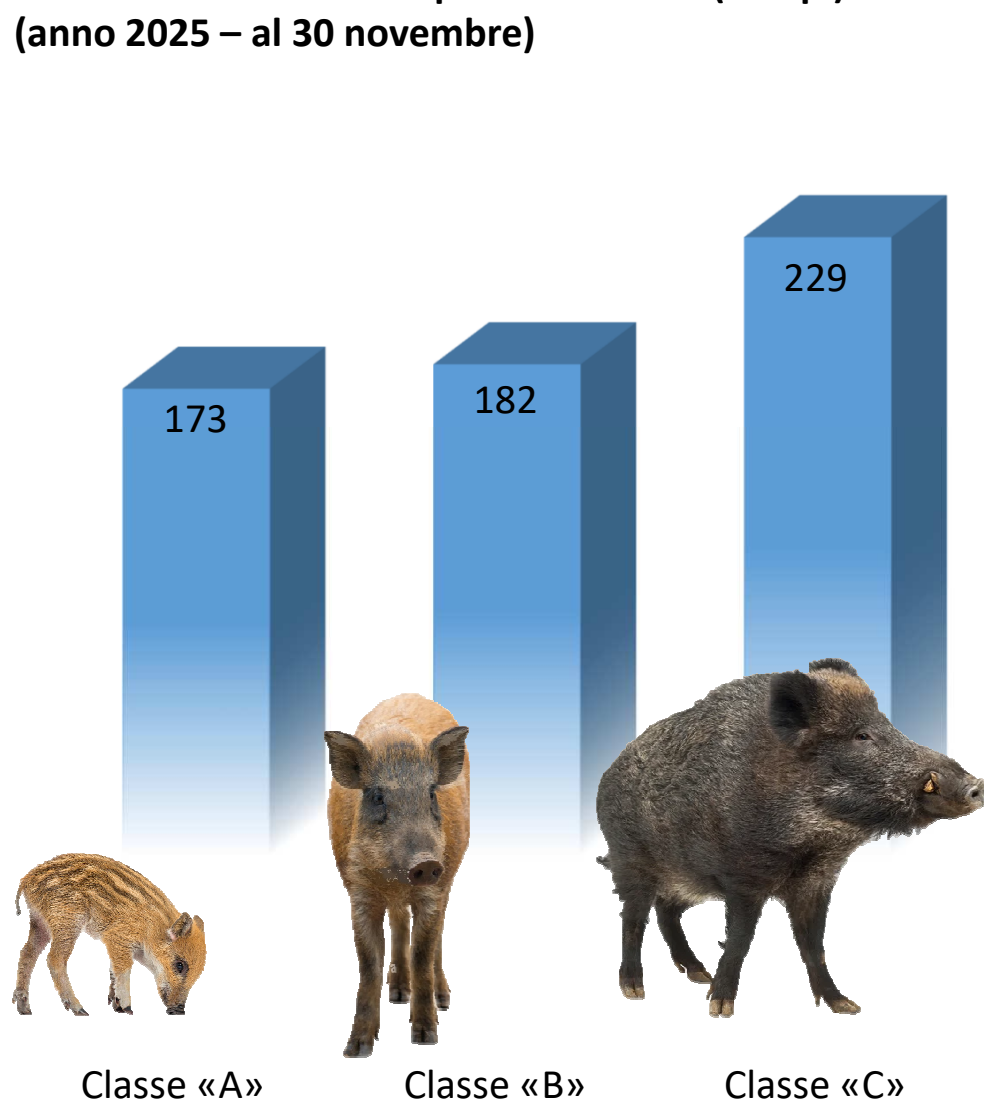 (anno 2025 – al 30 novembre)
229
182
173
Classe «A» Classe «B» Classe «C»